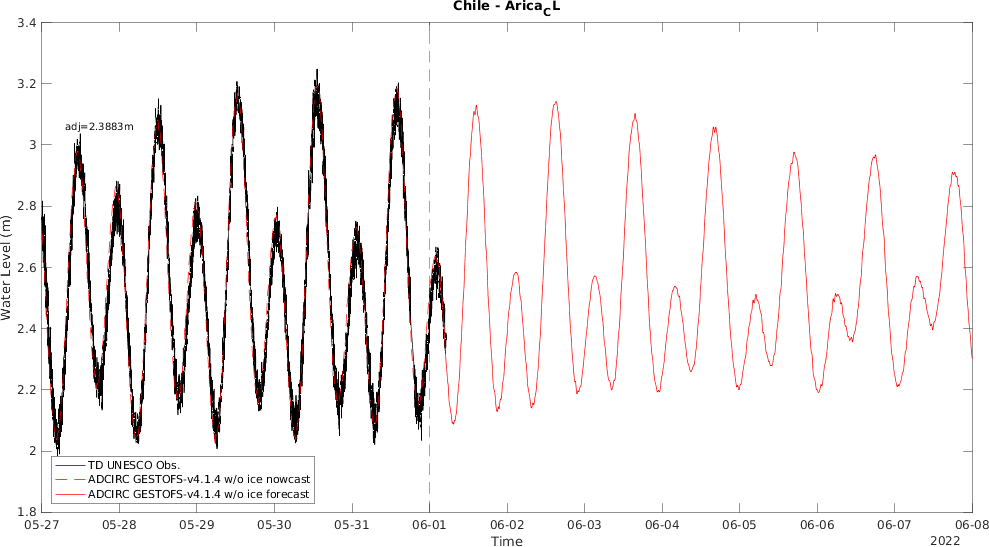 Chile - Arica_CL
3.4
3.2
3
2.8
2.6
2.4
2.2
2
1.8
Water Level (m)
adj=2.3883m
TD UNESCO Obs.
ADCIRC GESTOFS-v4.1.4 w/o ice nowcast
ADCIRC GESTOFS-v4.1.4 w/o ice forecast
05-27 05-28 05-29 05-30 05-31 06-01 06-02 06-03 06-04 06-05 06-06 06-07 06-08
Time
2022